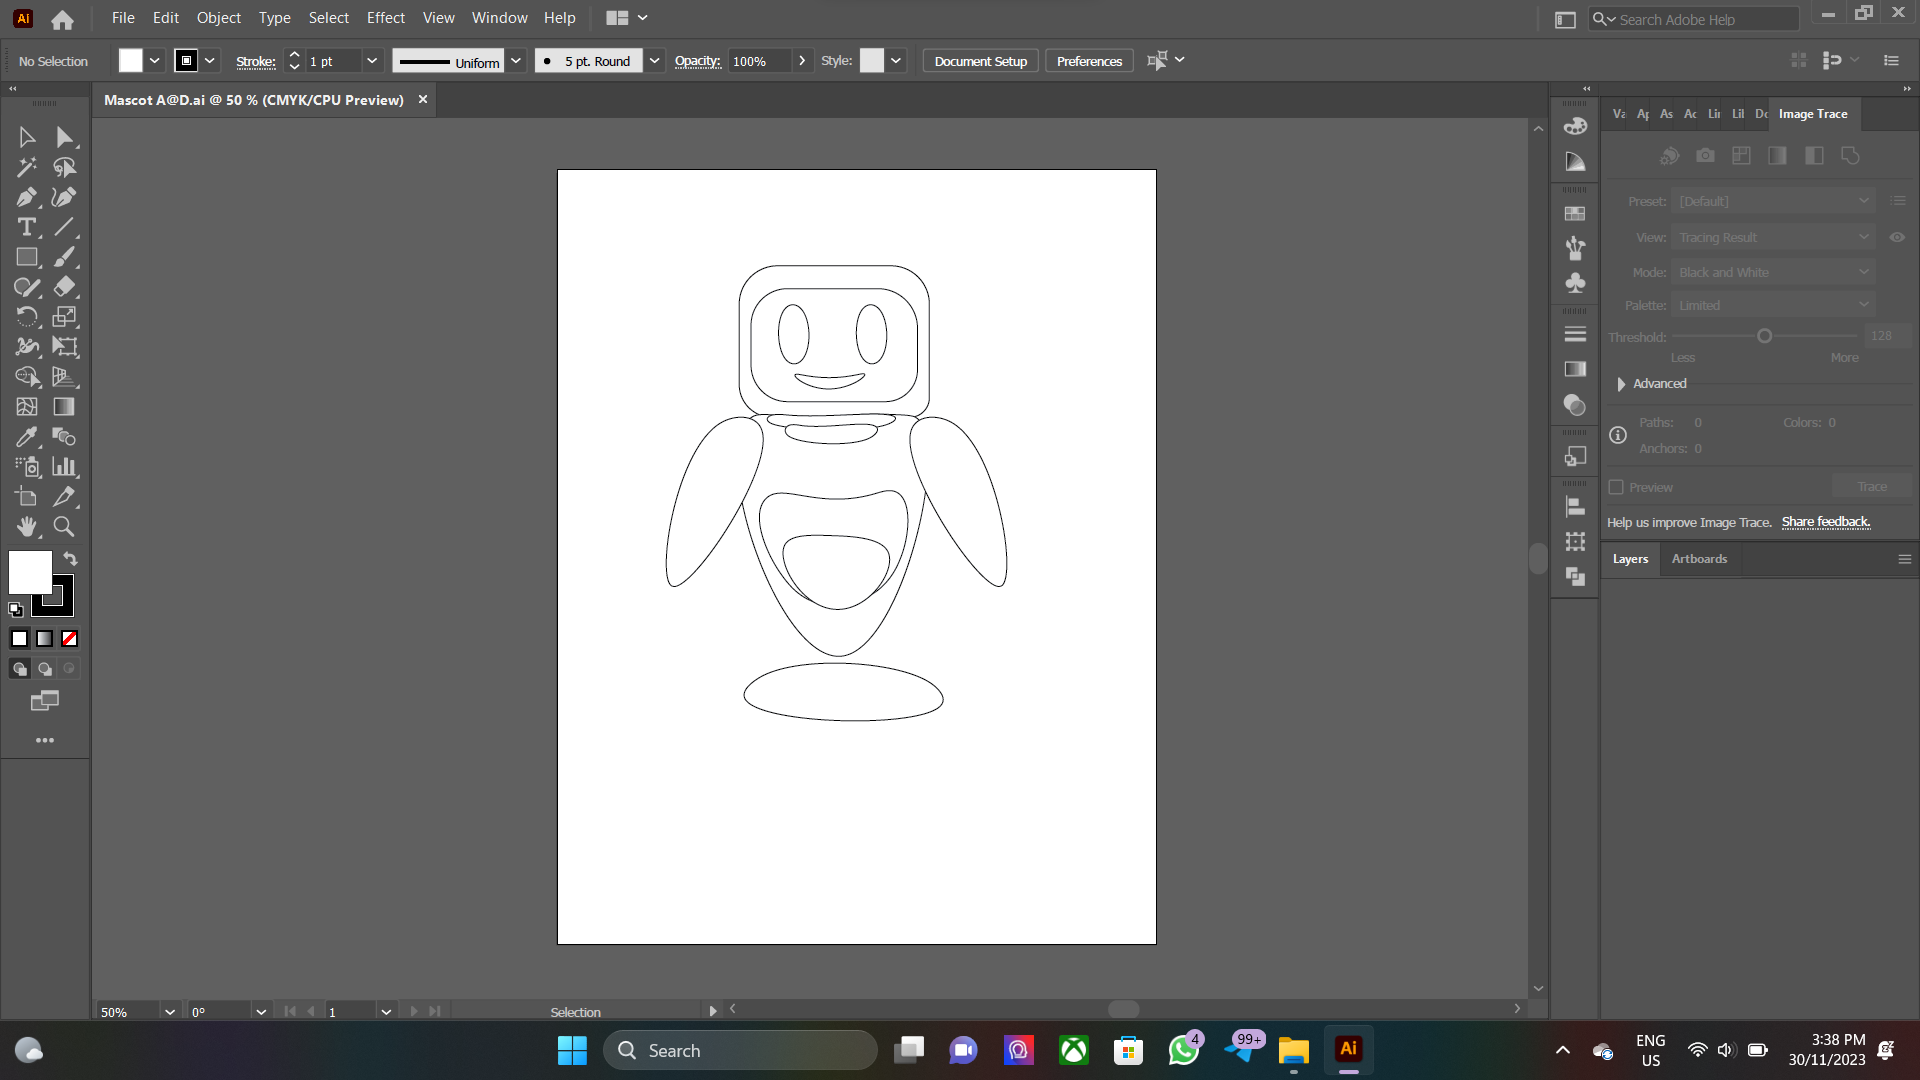 Ai File Edit Object Type Select Effect View Window Help Search Adobe Help
No Selection Stroke: 1 pt Uniform 5 pt. Round Opacity: 100% Style: Document Setup Preferences
Mascot A@D.ai @ 50 % (CMYK/CPU Preview)
Va Ap As Ac Lin Lil Do Image Trace
Preset: [Default]
View: Tracing Result
Mode: Black and White
Palette: Limited
Threshold: 128
Less More
Advanced
Paths: 0 Colors: 0
Anchors: 0
Preview Trace
Help us improve Image Trace. Share feedback.
Layers Artboards
50% 0° 1 Selection
Search 4 99+ Ai
ENG
US
3:38 PM
30/11/2023